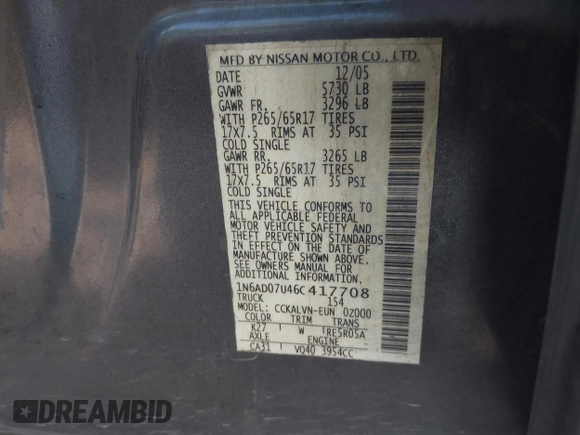 MFD BY NISSAN MOTOR CO., LTD.
DATE 12/05
GVWR 5730 LB
GAWR FR. 3296 LB
WITH P265/65R17 TIRES
17X7.5 RIMS AT 35 PSI
COLD SINGLE
GAWR RR. 3265 LB
WITH P265/65R17 TIRES
17X7.5 RIMS AT 35 PSI
COLD SINGLE
THIS VEHICLE CONFORMS TO
ALL APPLICABLE FEDERAL
MOTOR VEHICLE SAFETY AND
THEFT PREVENTION STANDARDS
IN EFFECT ON THE DATE OF
MANUFACTURE SHOWN ABOVE.
SEE OWNERS MANUAL FOR
ADDITIONAL INFORMATION.
1N6AD07U46C417708
TRUCK 154
MODEL: CCKALVN-EUN 0Z000
COLOR TRIM TRANS
K27 W RE5R05A
AXLE ENGINE
CA31 VQ40 3954CC
DREAMBID